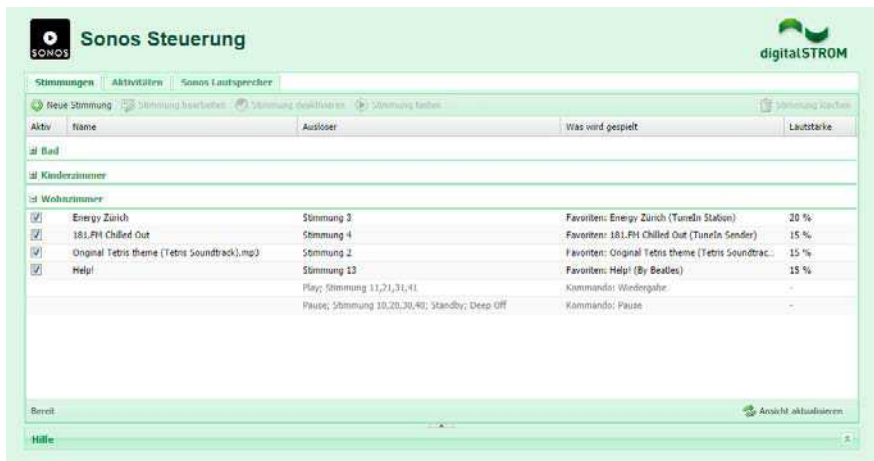 SONOS
Sonos Steuerung
digitalSTROM
Stimmungen Aktivitäten Sonos Lautsprecher
Neue Stimmung Stimmung bearbeiten Stimmung deaktivieren Stimmung testen Stimmung löschen
Aktiv Name Auslöser Was wird gespielt Lautstärke
Bad
Kinderzimmer
Wohnzimmer
Energy Zürich Stimmung 3 Favoriten: Energy Zürich (TuneIn Station) 20 %
181.FM Chilled Out Stimmung 4 Favoriten: 181.FM Chilled Out (TuneIn Sender) 15 %
Original Tetris theme (Tetris Soundtrack).mp3 Stimmung 2 Favoriten: Original Tetris theme (Tetris Soundtrac... 15 %
Help! Stimmung 13 Favoriten: Help! (By Beatles) 15 %
Play; Stimmung 11,21,31,41 Kommando: Wiedergabe -
Pause; Stimmung 10,20,30,40; Standby; Deep Off Kommando: Pause -
Bereit Ansicht aktualisieren
Hilfe